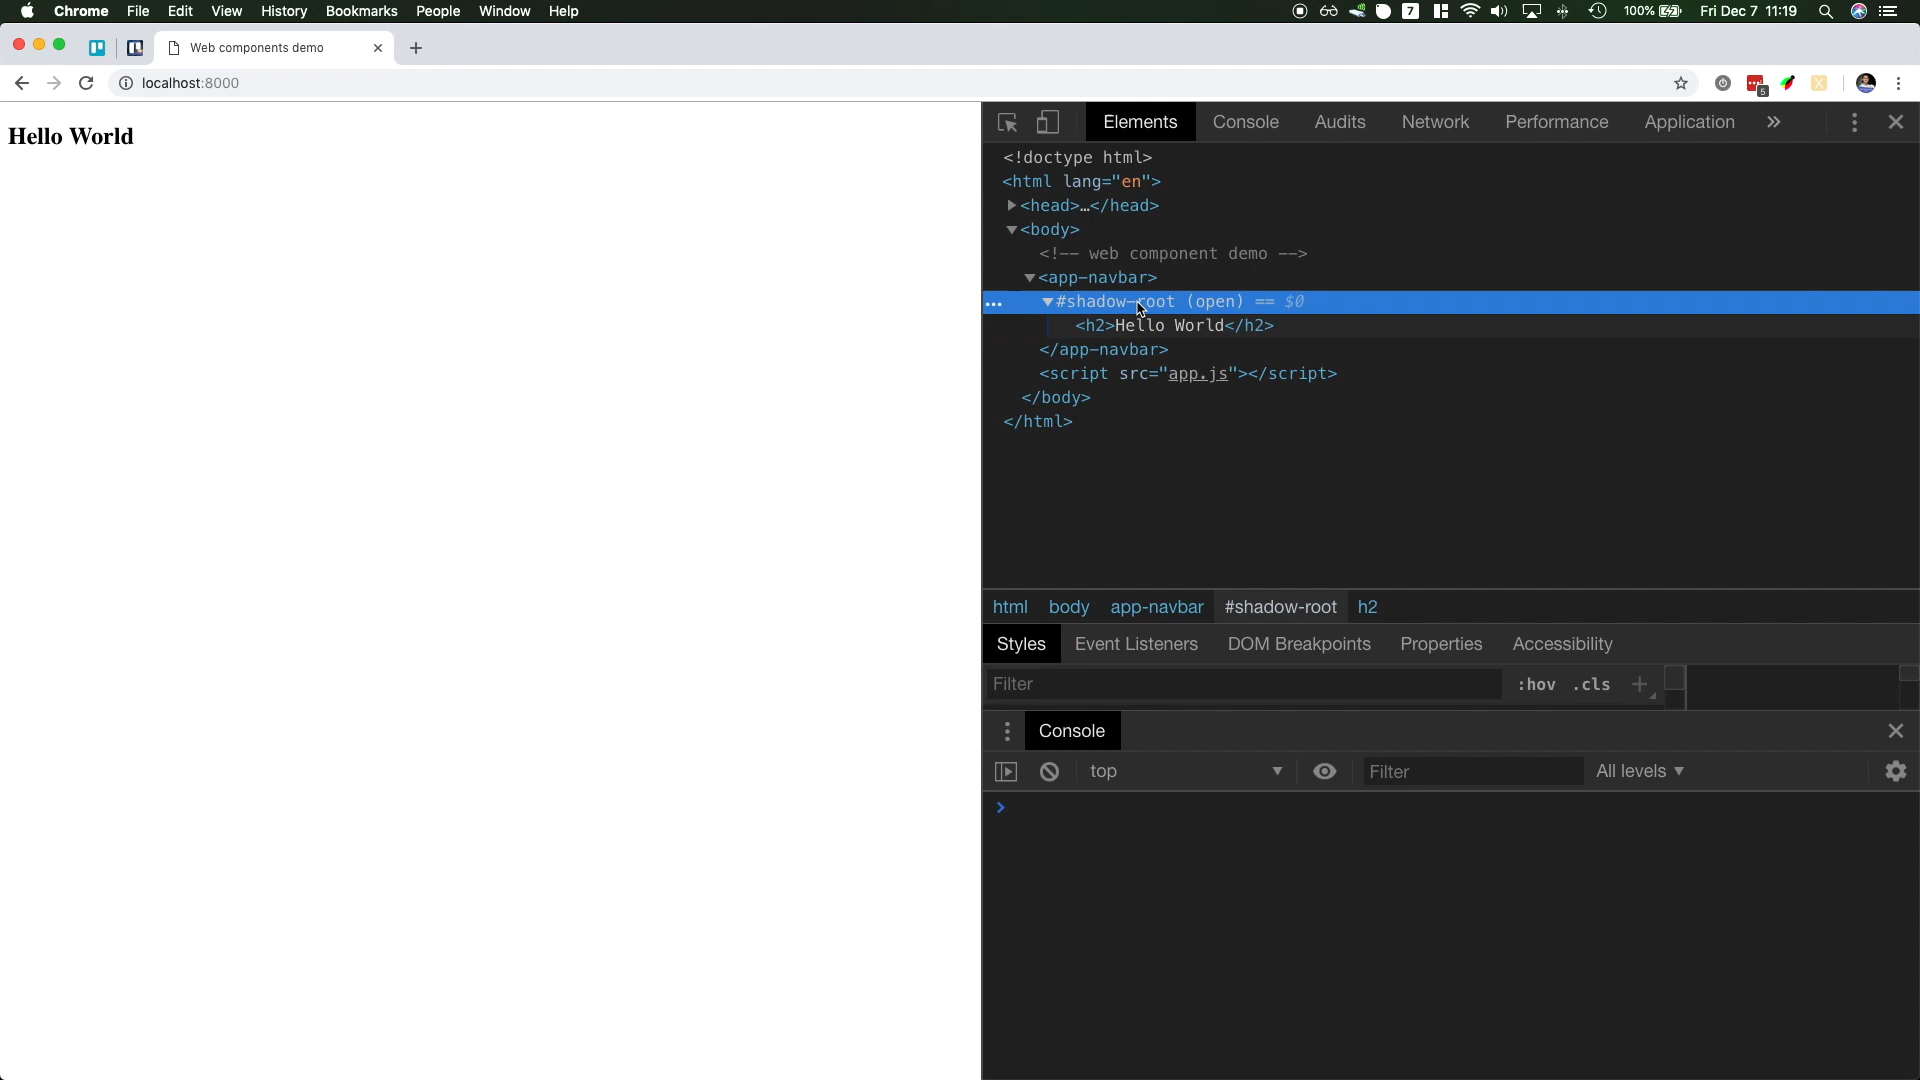 Chrome File Edit View History Bookmarks People Window Help 7 100% Fri Dec 7 11:19
Web components demo
localhost:8000
5
Hello World
Elements Console Audits Network Performance Application »
<!doctype html>
<html lang="en">
<head>…</head>
<body>
<!-- web component demo -->
<app-navbar>
… #shadow-root (open) == $0
<h2>Hello World</h2>
</app-navbar>
<script src="app.js"></script>
</body>
</html>
html body app-navbar #shadow-root h2
Styles Event Listeners DOM Breakpoints Properties Accessibility
Filter :hov .cls +
Console
top Filter All levels